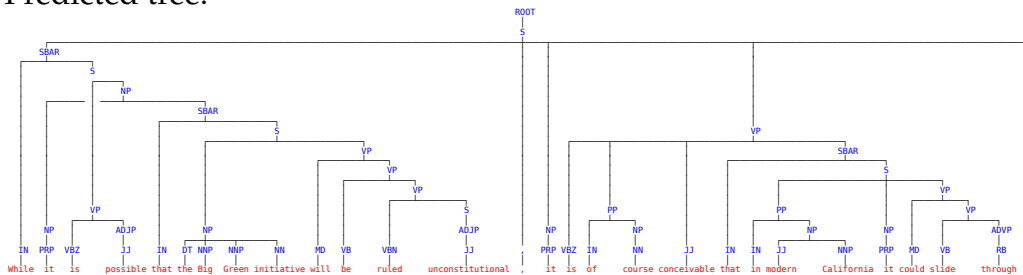 Predicted tree:
ROOT
S
SBAR
S
NP
SBAR
S
VP
VP
SBAR
VP
S
VP
VP
VP
S
PP
PP
VP
NP
VP
ADJP
NP
ADJP
NP
NP
NP
NP
ADVP
IN PRP VBZ JJ IN DT NNP NNP NN MD VB VBN JJ , PRP VBZ IN NN JJ IN IN JJ NNP PRP MD VB RB
While it is possible that the Big Green initiative will be ruled unconstitutional , it is of course conceivable that in modern California it could slide through